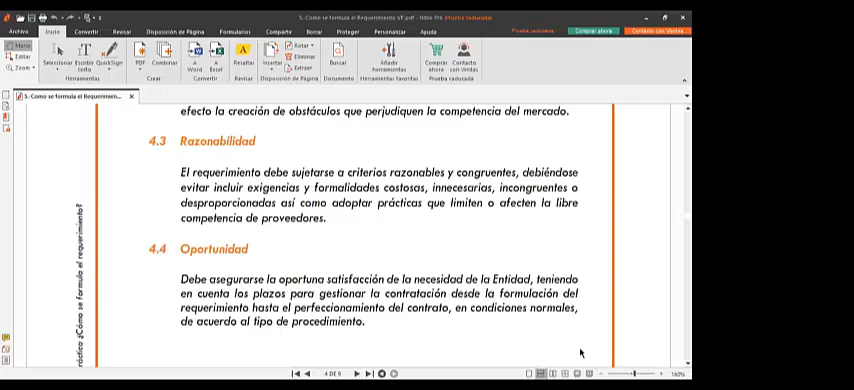 5. Como se formula el Requerimiento VF.pdf - Nitro Pro (Prueba caducada)
Archivo Inicio Convertir Revisar Disposición de Página Formularios Compartir Borrar Proteger Personalizar Ayuda Prueba caducada Comprar ahora Contacto con Ventas
Mano
Editar
Zoom
Seleccionar Escribir texto QuickSign
Herramientas
PDF Combinar
Crear
A Word A Excel
Convertir
Resaltar
Revisar
Insertar Rotar Eliminar Extraer
Disposición de Página
Buscar
Documento
Añadir herramientas
Herramientas favoritas
Comprar ahora Contacto con Ventas
Prueba caducada
5. Como se formula el Requerimien...
efecto la creación de obstáculos que perjudiquen la competencia del mercado.
4.3 Razonabilidad
El requerimiento debe sujetarse a criterios razonables y congruentes, debiéndose
evitar incluir exigencias y formalidades costosas, innecesarias, incongruentes o
desproporcionadas así como adoptar prácticas que limiten o afecten la libre
competencia de proveedores.
4.4 Oportunidad
Debe asegurarse la oportuna satisfacción de la necesidad de la Entidad, teniendo
en cuenta los plazos para gestionar la contratación desde la formulación del
requerimiento hasta el perfeccionamiento del contrato, en condiciones normales,
de acuerdo al tipo de procedimiento.
ráctica ¿Cómo se formula el requerimiento?
4 DE 9
160%